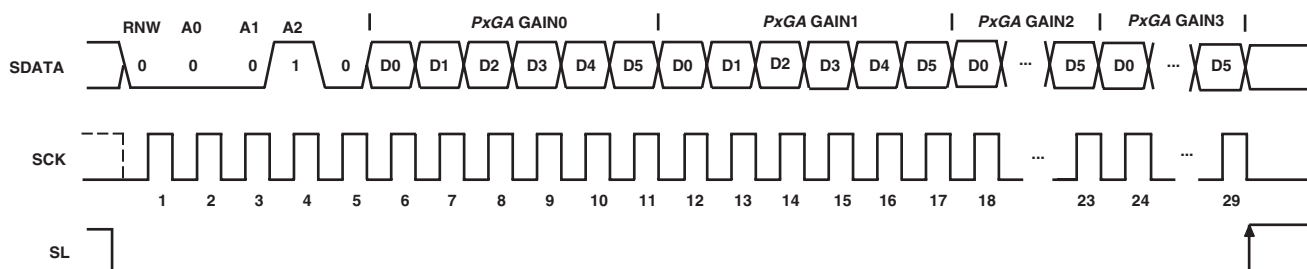 RNW A0 A1 A2 PxGA GAIN0 PxGA GAIN1 PxGA GAIN2 PxGA GAIN3
SDATA 0 0 0 1 0 D0 D1 D2 D3 D4 D5 D0 D1 D2 D3 D4 D5 D0 ... D5 D0 ... D5
SCK ... ...
1 2 3 4 5 6 7 8 9 10 11 12 13 14 15 16 17 18 23 24 29
SL